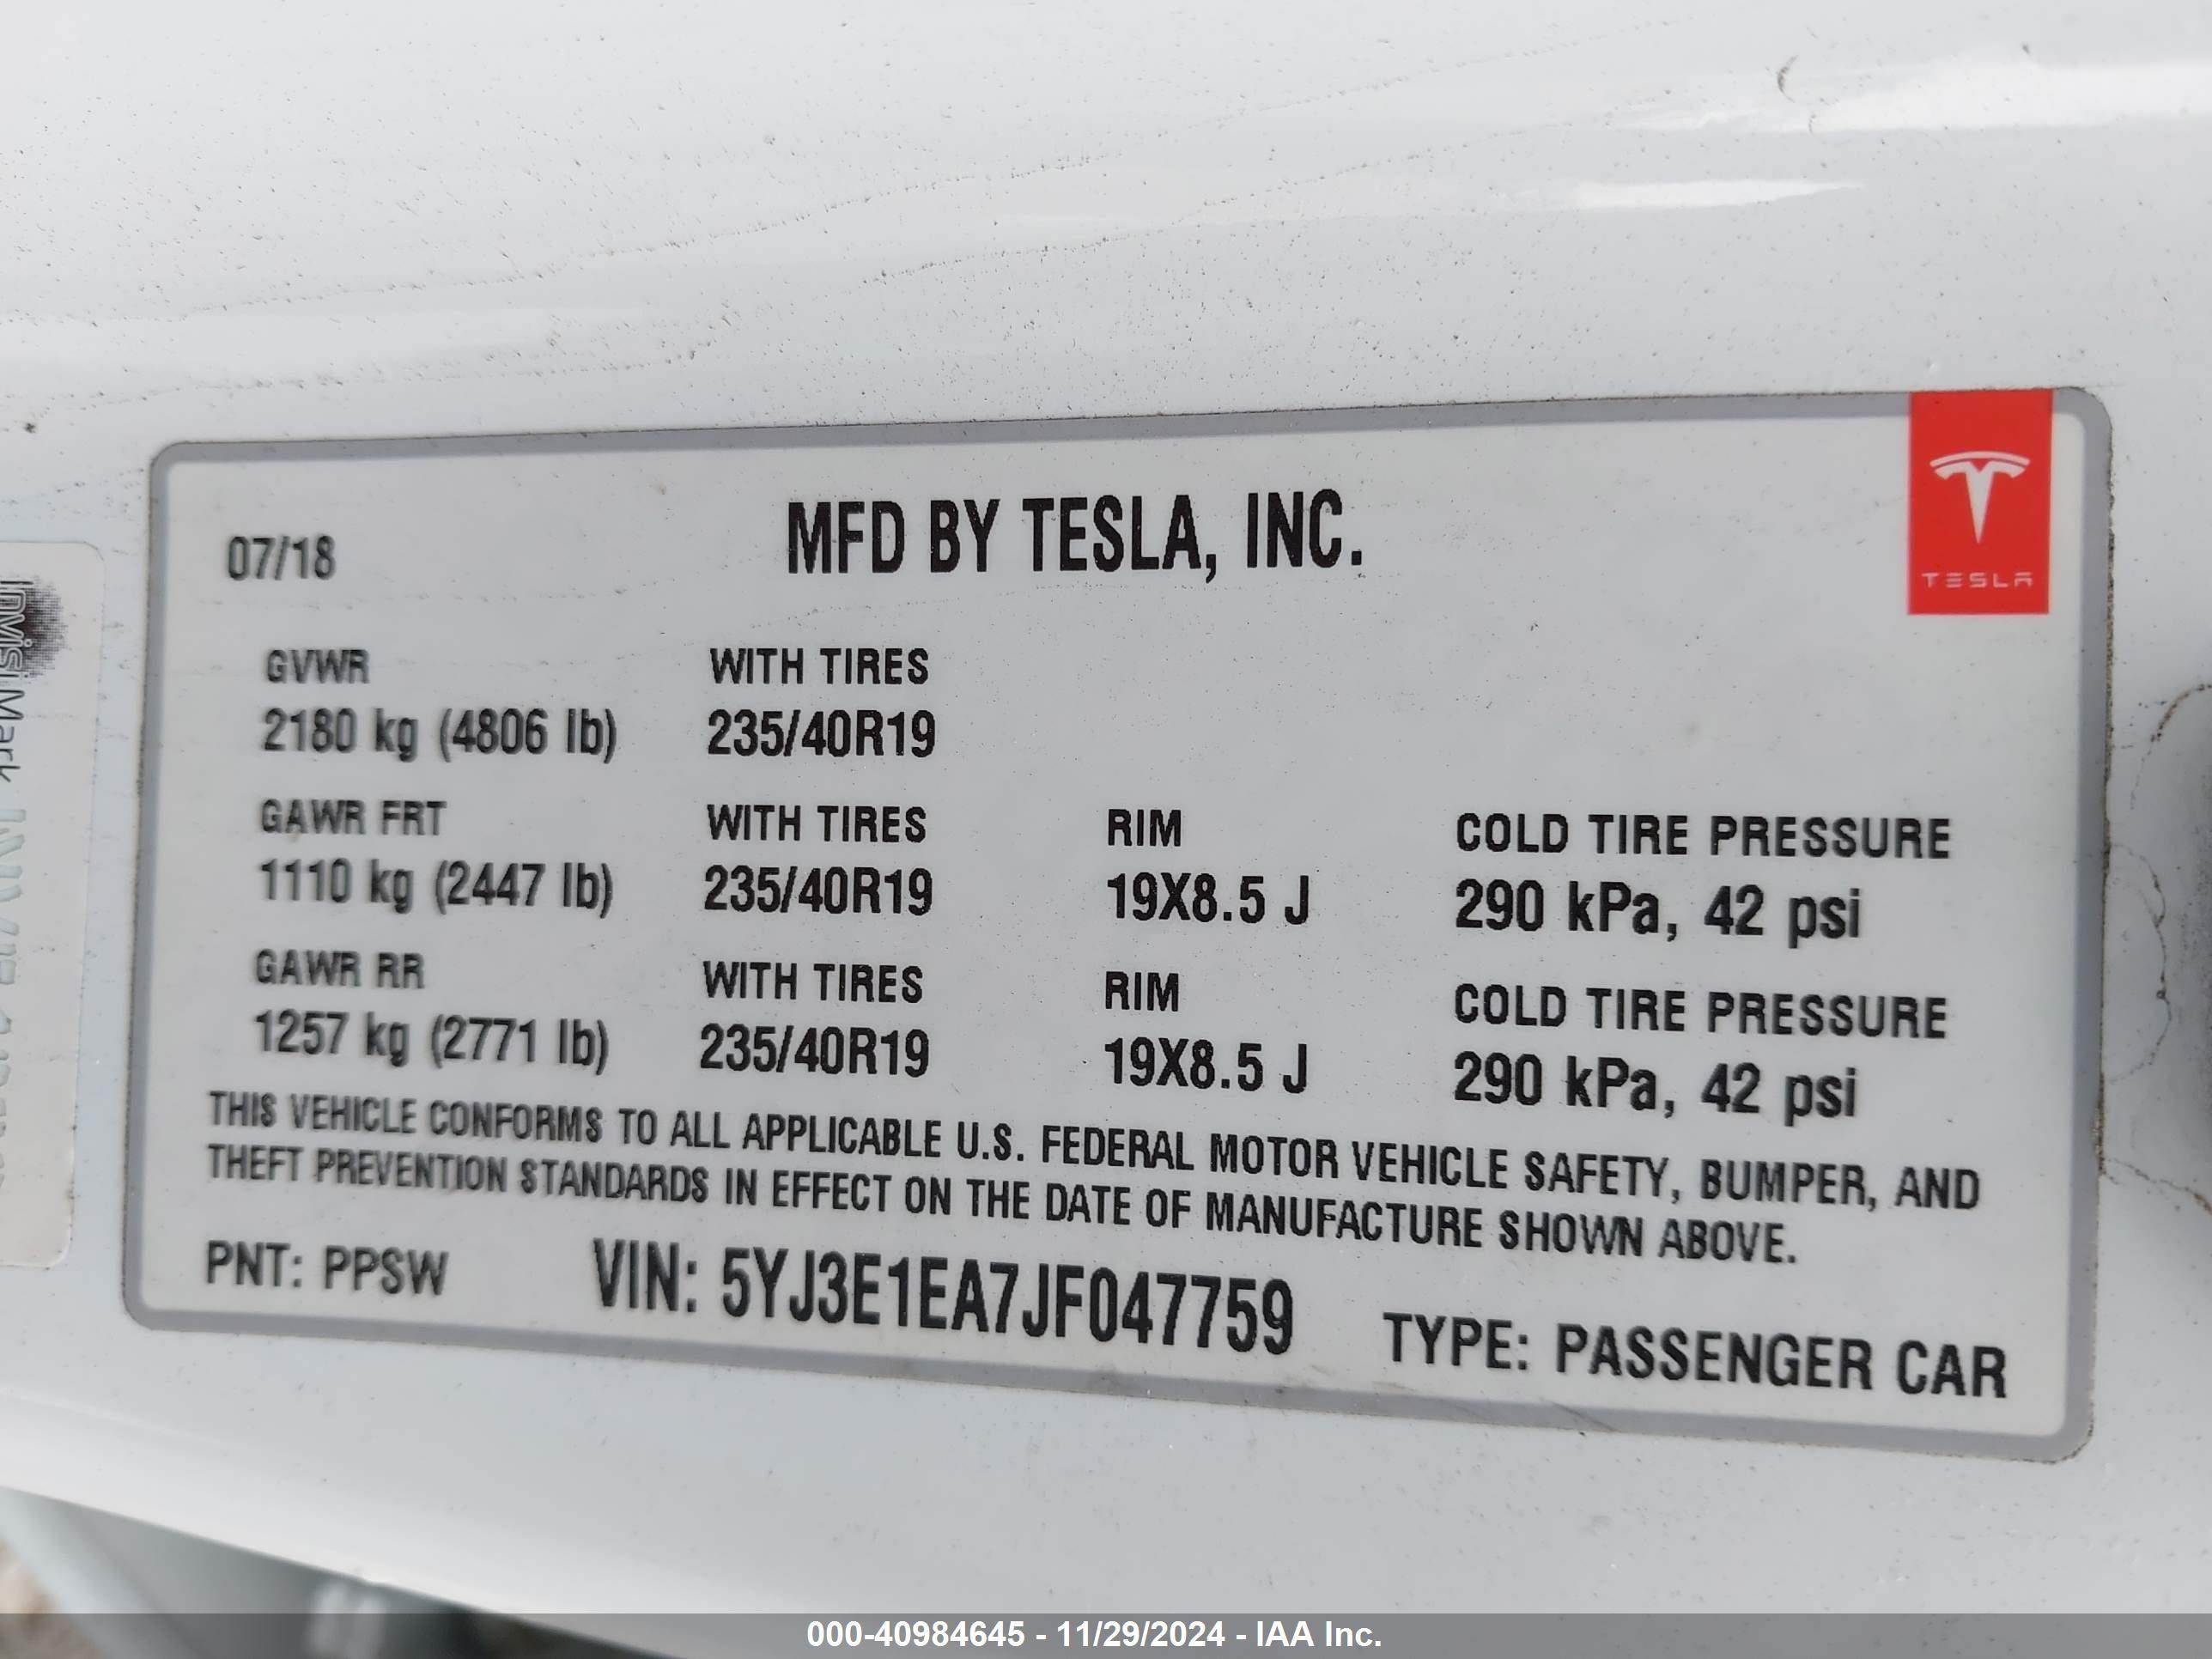 07/18
MFD BY TESLA, INC.
TESLA
GVWR WITH TIRES
2180 kg (4806 lb) 235/40R19
GAWR FRT WITH TIRES RIM COLD TIRE PRESSURE
1110 kg (2447 lb) 235/40R19 19X8.5 J 290 kPa, 42 psi
GAWR RR WITH TIRES RIM COLD TIRE PRESSURE
1257 kg (2771 lb) 235/40R19 19X8.5 J 290 kPa, 42 psi
THIS VEHICLE CONFORMS TO ALL APPLICABLE U.S. FEDERAL MOTOR VEHICLE SAFETY, BUMPER, AND
THEFT PREVENTION STANDARDS IN EFFECT ON THE DATE OF MANUFACTURE SHOWN ABOVE.
PNT: PPSW VIN: 5YJ3E1EA7JF047759 TYPE: PASSENGER CAR
InvisiMark
000-40984645 - 11/29/2024 - IAA Inc.